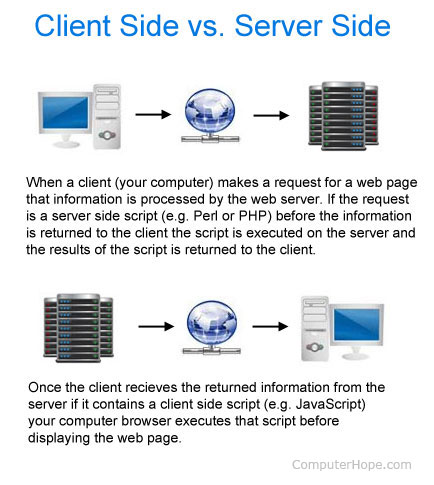 Client Side vs. Server Side
When a client (your computer) makes a request for a web page
that information is processed by the web server. If the request
is a server side script (e.g. Perl or PHP) before the information
is returned to the client the script is executed on the server and
the results of the script is returned to the client.
Once the client recieves the returned information from the
server if it contains a client side script (e.g. JavaScript)
your computer browser executes that script before
displaying the web page.
ComputerHope.com